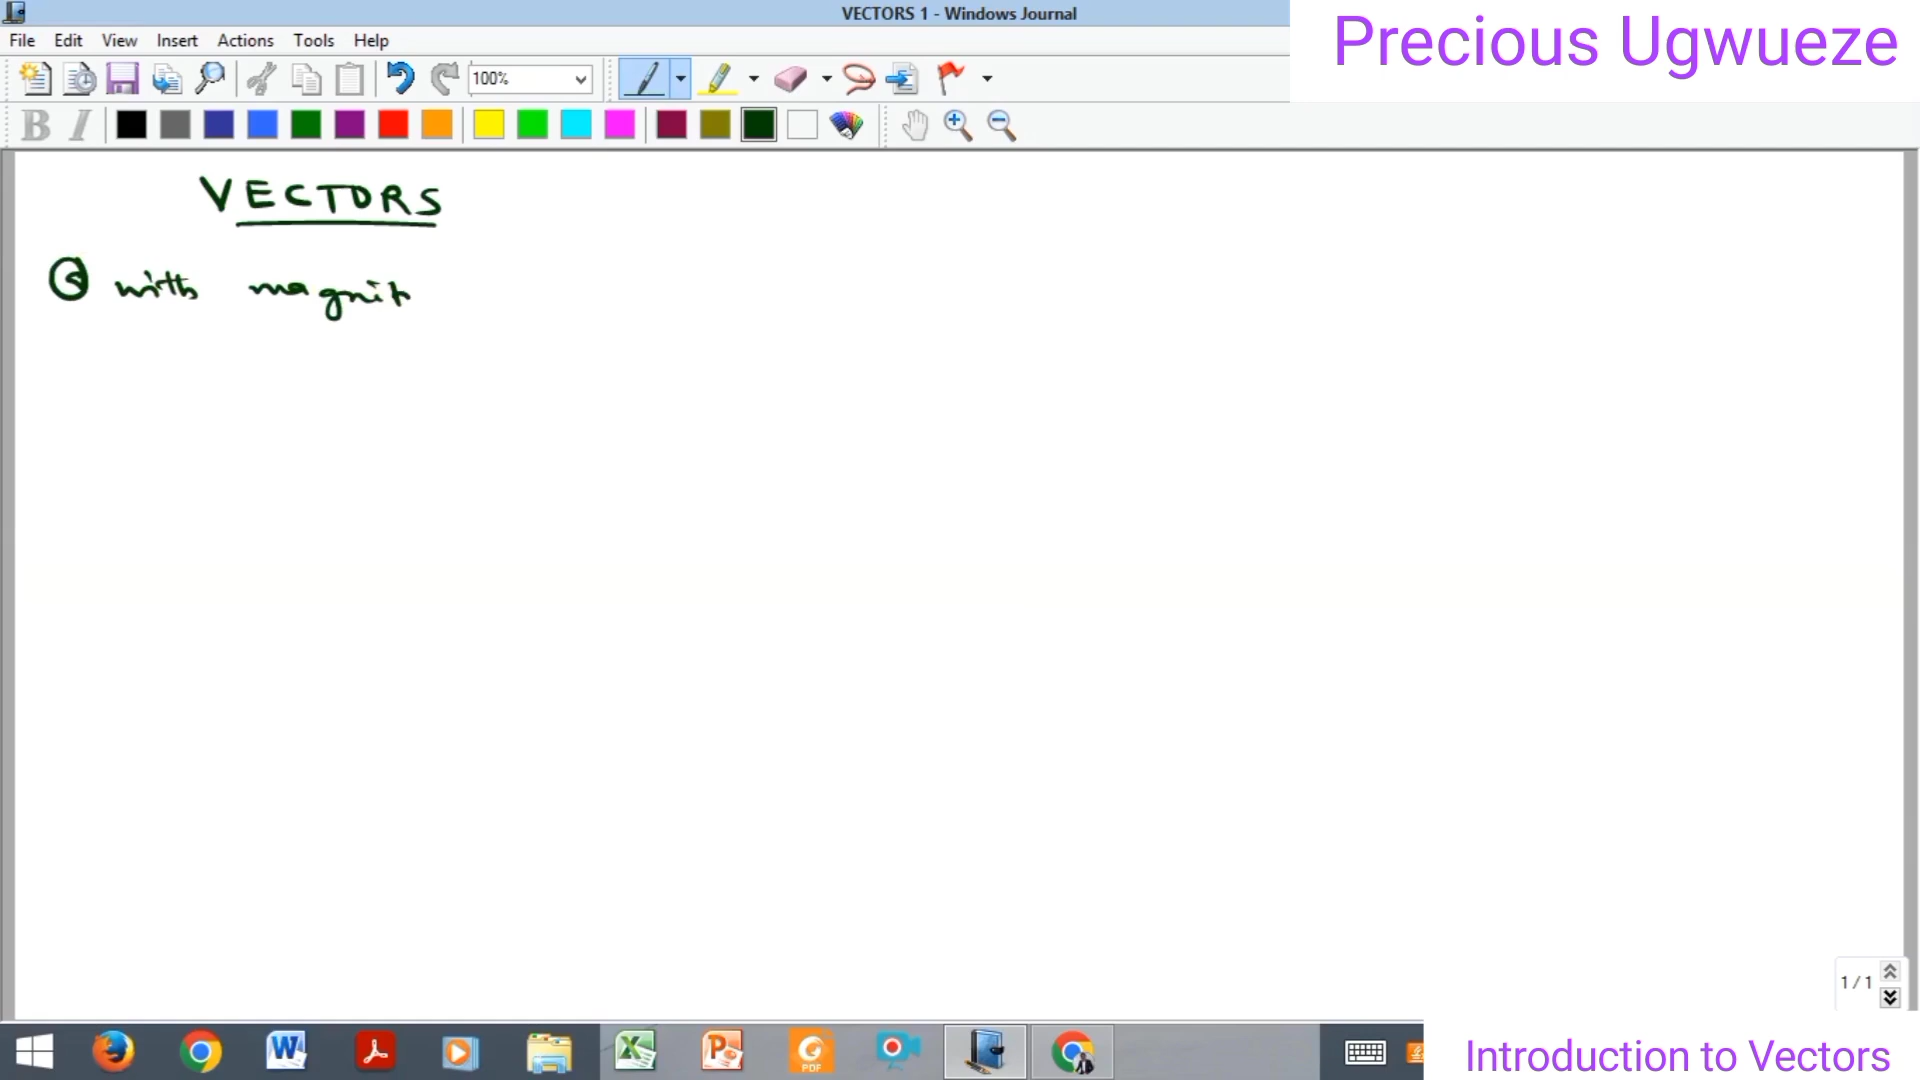 VECTORS 1 - Windows Journal
Precious Ugwueze
File Edit View Insert Actions Tools Help
100%
B I
VECTORS
with magnit
1 / 1
Introduction to Vectors